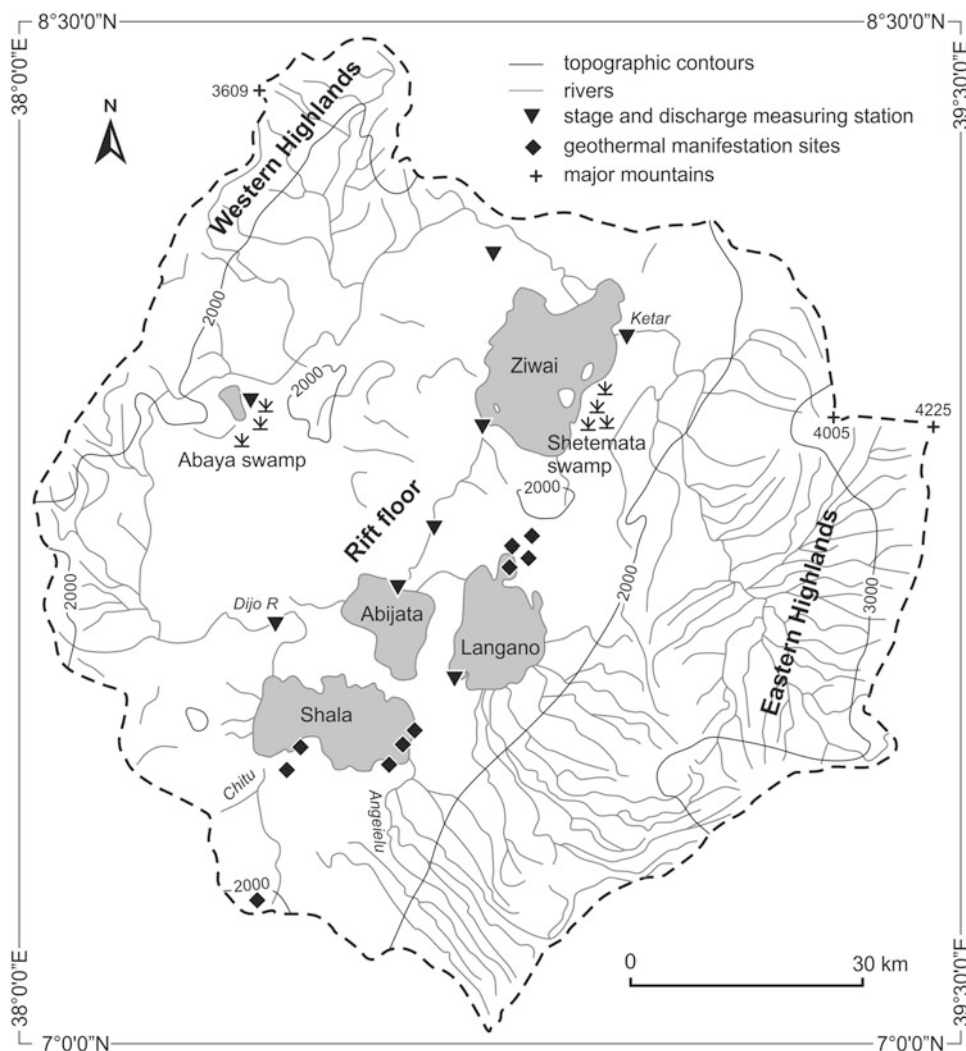 8°30'0"N
8°30'0"N
38°0'0"E
39°30'0"E
topographic contours
rivers
stage and discharge measuring station
geothermal manifestation sites
major mountains
N
3609
Western Highlands
2000
Ketar
Ziwai
2000
4005
4225
Abaya swamp
Shetemata
swamp
2000
Rift floor
2000
2000
3000
Eastern Highlands
Dijo R
Abijata
Langano
Shala
Chitu
Angeielu
2000
0
30 km
38°0'0"E
39°30'0"E
7°0'0"N
7°0'0"N